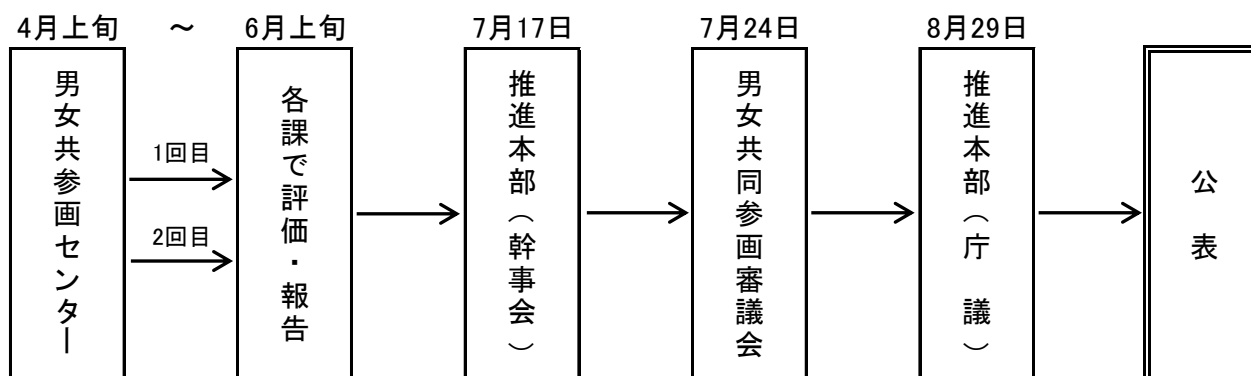 4月上旬 ～ 6月上旬
7月17日
7月24日
8月29日
男女共参画センター
1回目
2回目
各課で評価・報告
推進本部（幹事会）
男女共同参画審議会
推進本部（庁 議）
公 表